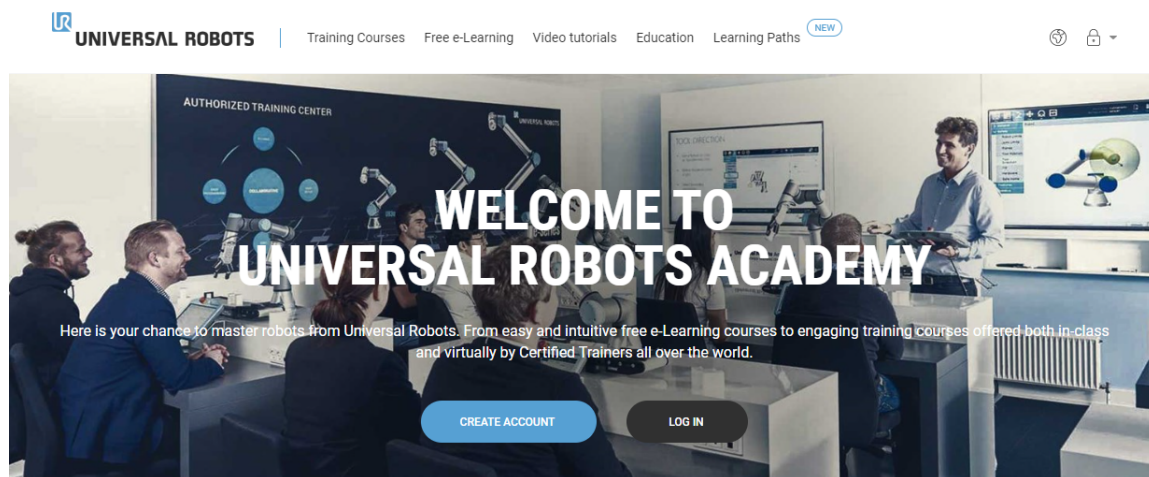 UR
UNIVERSAL ROBOTS
Training Courses
Free e-Learning
Video tutorials
Education
Learning Paths
NEW
AUTHORIZED TRAINING CENTER
UNIVERSAL ROBOTS
TOOL DIRECTION
COLLABORATIVE
e-Series
WELCOME TO
UNIVERSAL ROBOTS ACADEMY
Here is your chance to master robots from Universal Robots. From easy and intuitive free e-Learning courses to engaging training courses offered both in-class
and virtually by Certified Trainers all over the world.
CREATE ACCOUNT
LOG IN